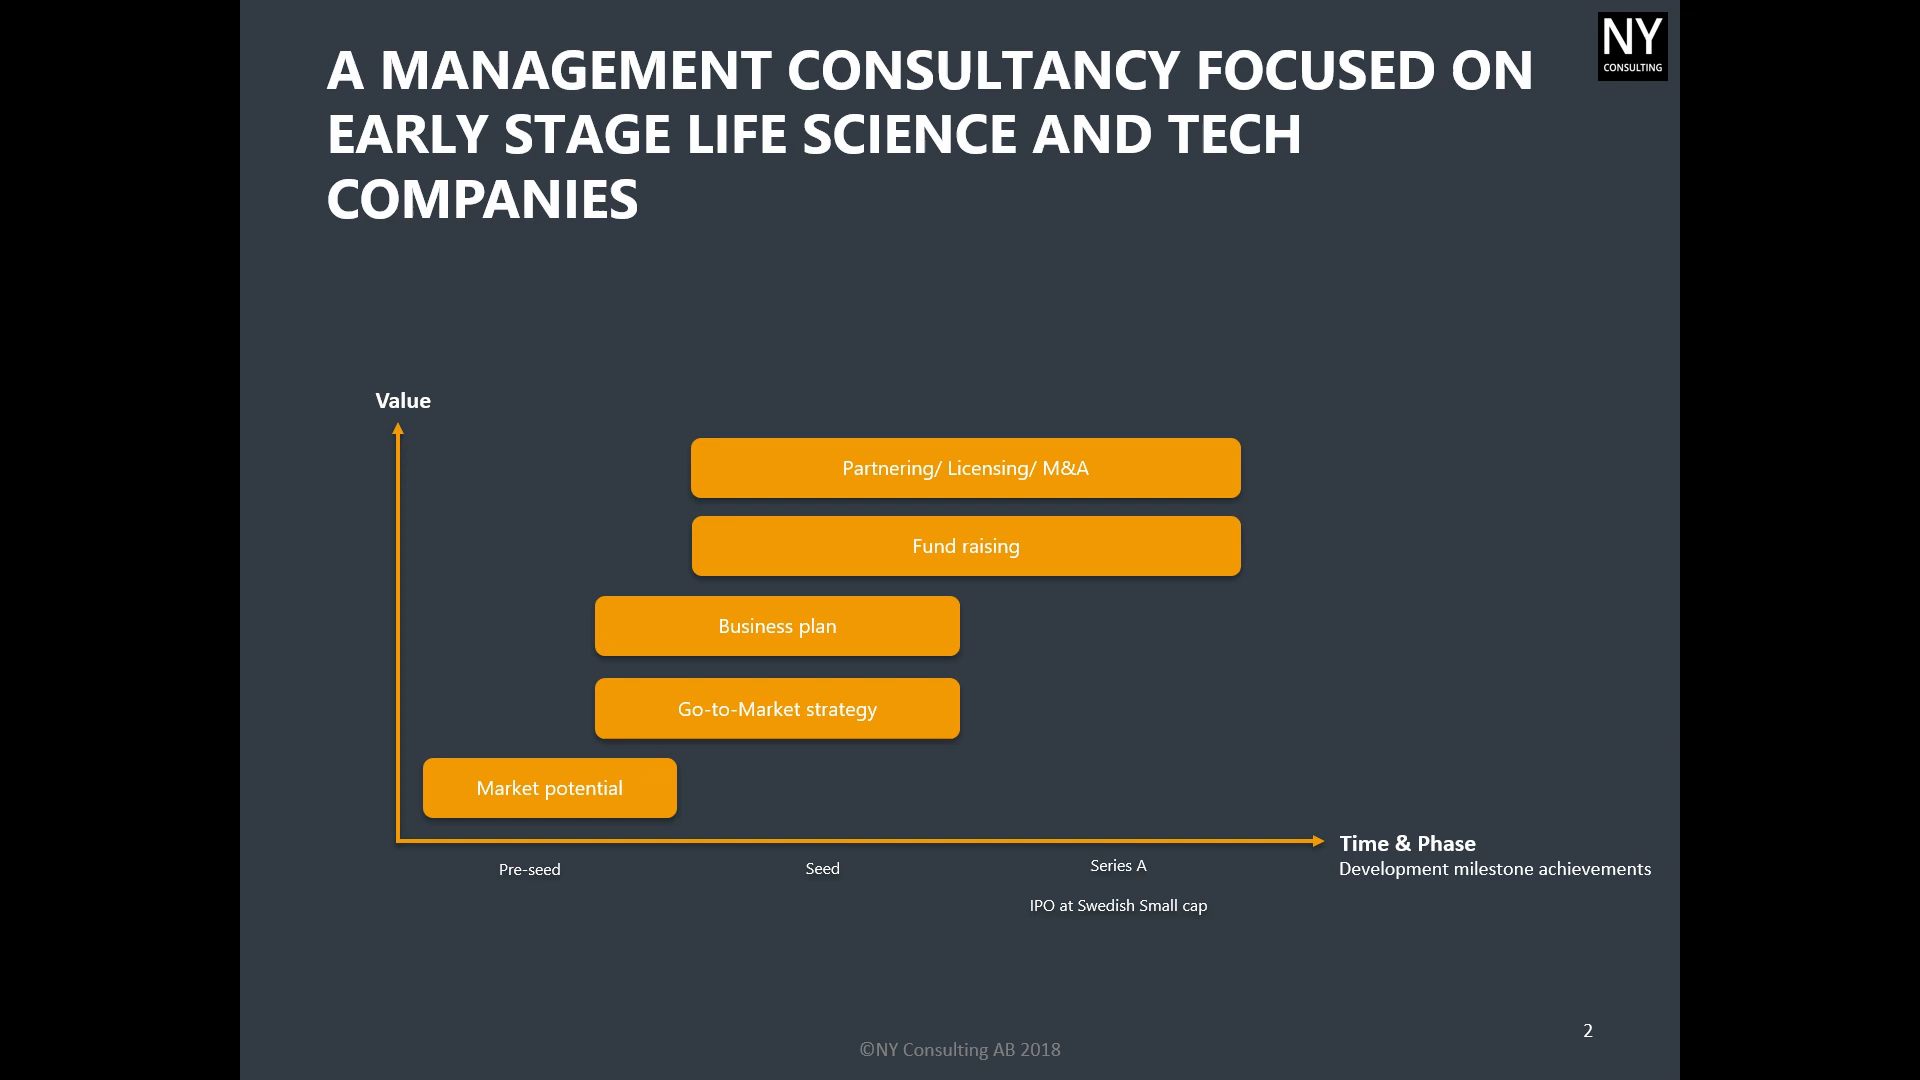 A MANAGEMENT CONSULTANCY FOCUSED ON
EARLY STAGE LIFE SCIENCE AND TECH
COMPANIES
NY
CONSULTING
Value
Partnering/ Licensing/ M&A
Fund raising
Business plan
Go-to-Market strategy
Market potential
Time & Phase
Development milestone achievements
Pre-seed
Seed
Series A
IPO at Swedish Small cap
2
©NY Consulting AB 2018